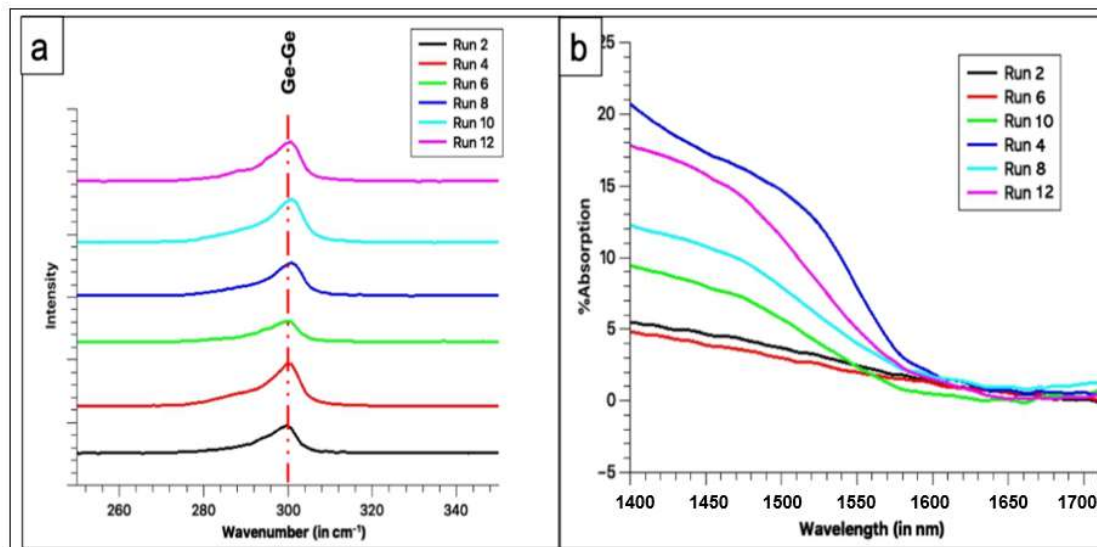 a
Ge-Ge
Run 2
Run 4
Run 6
Run 8
Run 10
Run 12
Intensity
260
280
300
320
340
Wavenumber (in cm⁻¹)
b
25
20
15
10
5
0
−5
%Absorption
Run 2
Run 6
Run 10
Run 4
Run 8
Run 12
1400
1450
1500
1550
1600
1650
1700
Wavelength (in nm)